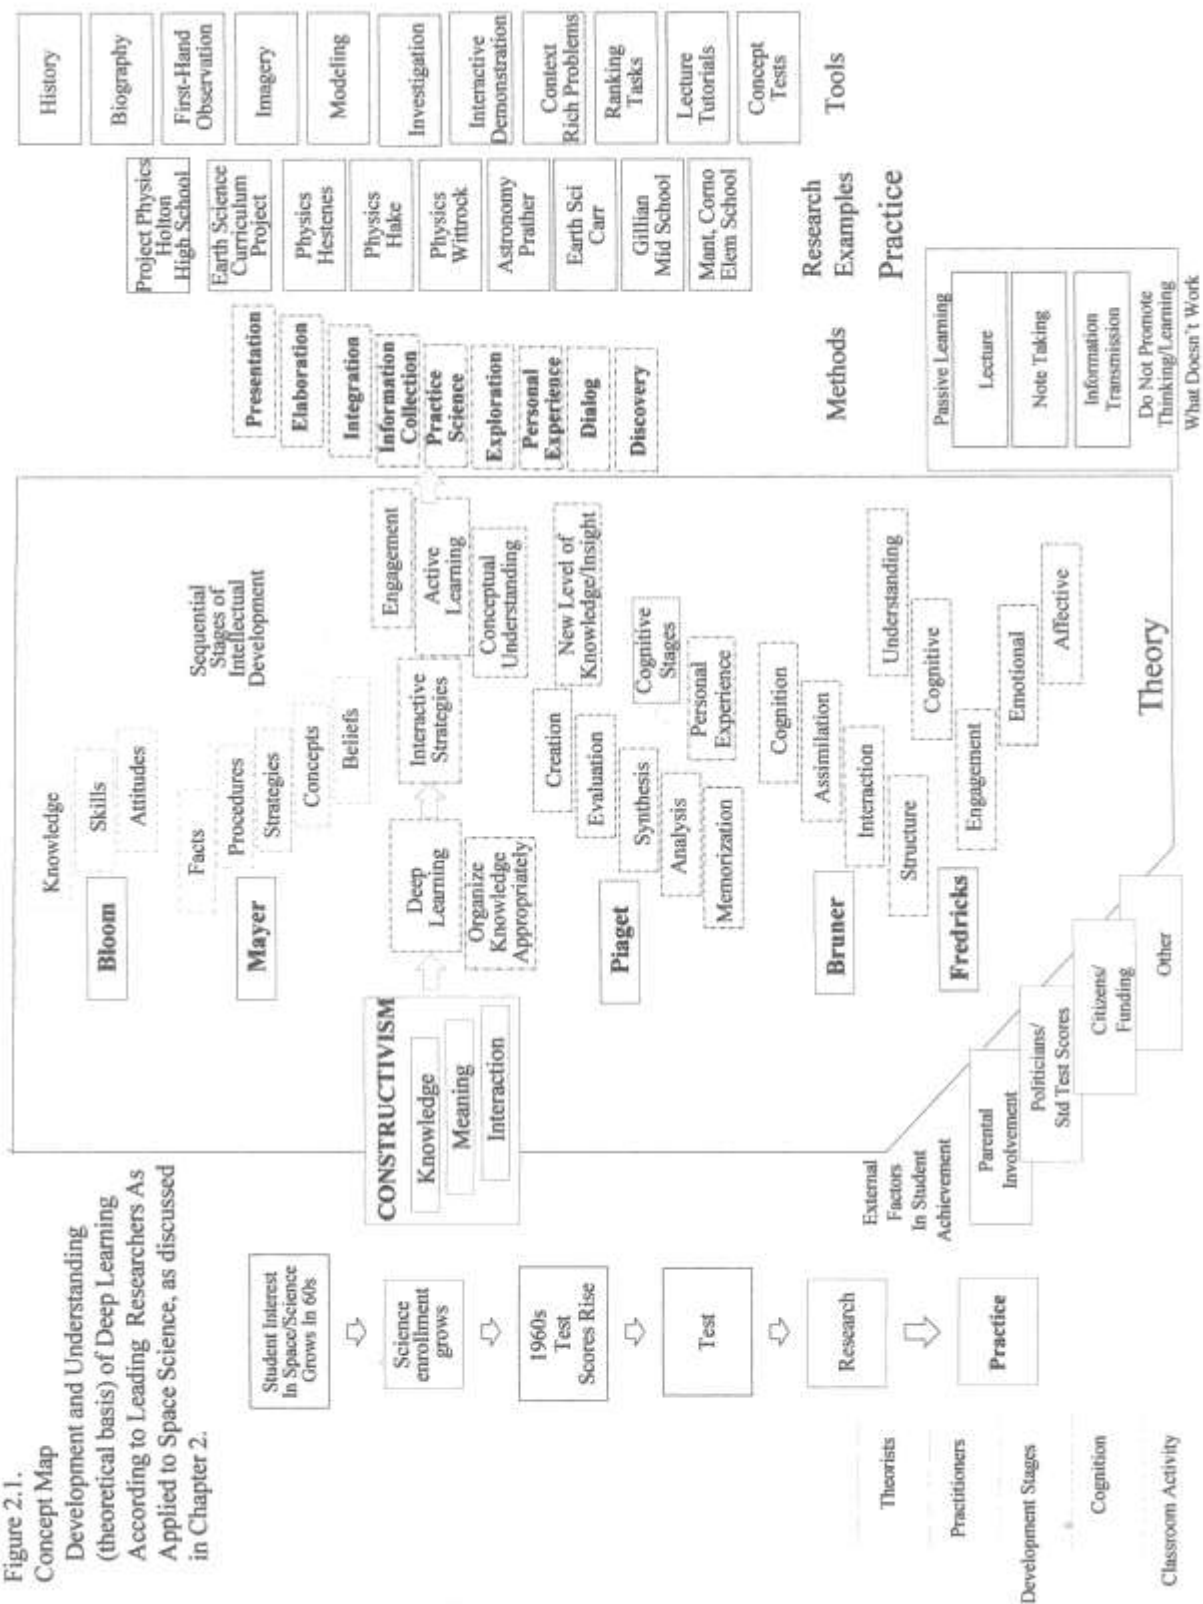 Figure 2.1.
Concept Map
Development and Understanding
(theoretical basis) of Deep Learning
According to Leading Researchers As
Applied to Space Science, as discussed
in Chapter 2.
Student Interest
In Space/Science
Grows In 60s
Science
enrollment
grows
1960s
Test
Scores Rise
Test
Research
Practice
Theorists
Practitioners
Development Stages
Cognition
Classroom Activity
CONSTRUCTIVISM
Knowledge
Meaning
Interaction
External
Factors
In Student
Achievement
Parental
Involvement
Politicians/
Std Test Scores
Citizens/
Funding
Other
Bloom
Knowledge
Skills
Attitudes
Mayer
Facts
Procedures
Strategies
Concepts
Beliefs
Sequential
Stages of
Intellectual
Development
Deep
Learning
Organize
Knowledge
Appropriately
Interactive
Strategies
Engagement
Active
Learning
Conceptual
Understanding
Piaget
Creation
Evaluation
Synthesis
Analysis
Memorization
New Level of
Knowledge/Insight
Cognitive
Stages
Personal
Experience
Bruner
Cognition
Assimilation
Interaction
Structure
Fredricks
Understanding
Cognitive
Engagement
Emotional
Affective
Theory
Presentation
Elaboration
Integration
Information
Collection
Practice
Science
Exploration
Personal
Experience
Dialog
Discovery
Methods
Passive Learning
Lecture
Note Taking
Information
Transmission
Do Not Promote
Thinking/Learning
What Doesn't Work
Project Physics
Holton
High School
Earth Science
Curriculum
Project
Physics
Hestenes
Physics
Hake
Physics
Wittrock
Astronomy
Prather
Earth Sci
Carr
Gillian
Mid School
Mant, Corno
Elem School
Research
Examples
Practice
History
Biography
First-Hand
Observation
Imagery
Modeling
Investigation
Interactive
Demonstration
Context
Rich Problems
Ranking
Tasks
Lecture
Tutorials
Concept
Tests
Tools